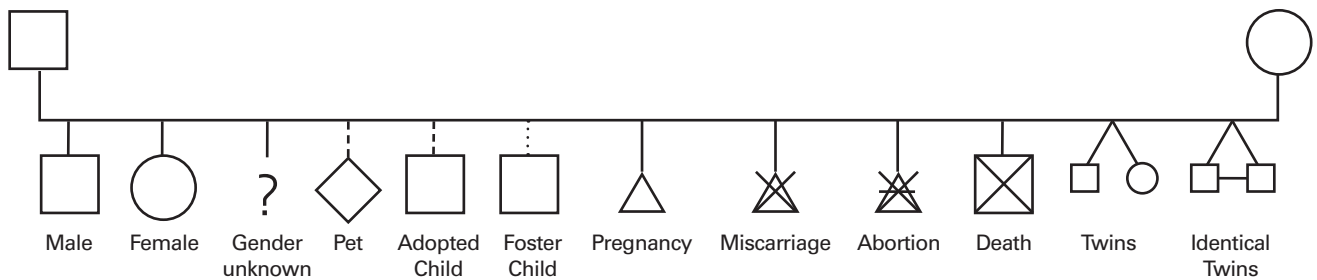 ?
Male
Female
Gender
unknown
Pet
Adopted
Child
Foster
Child
Pregnancy
Miscarriage
Abortion
Death
Twins
Identical
Twins